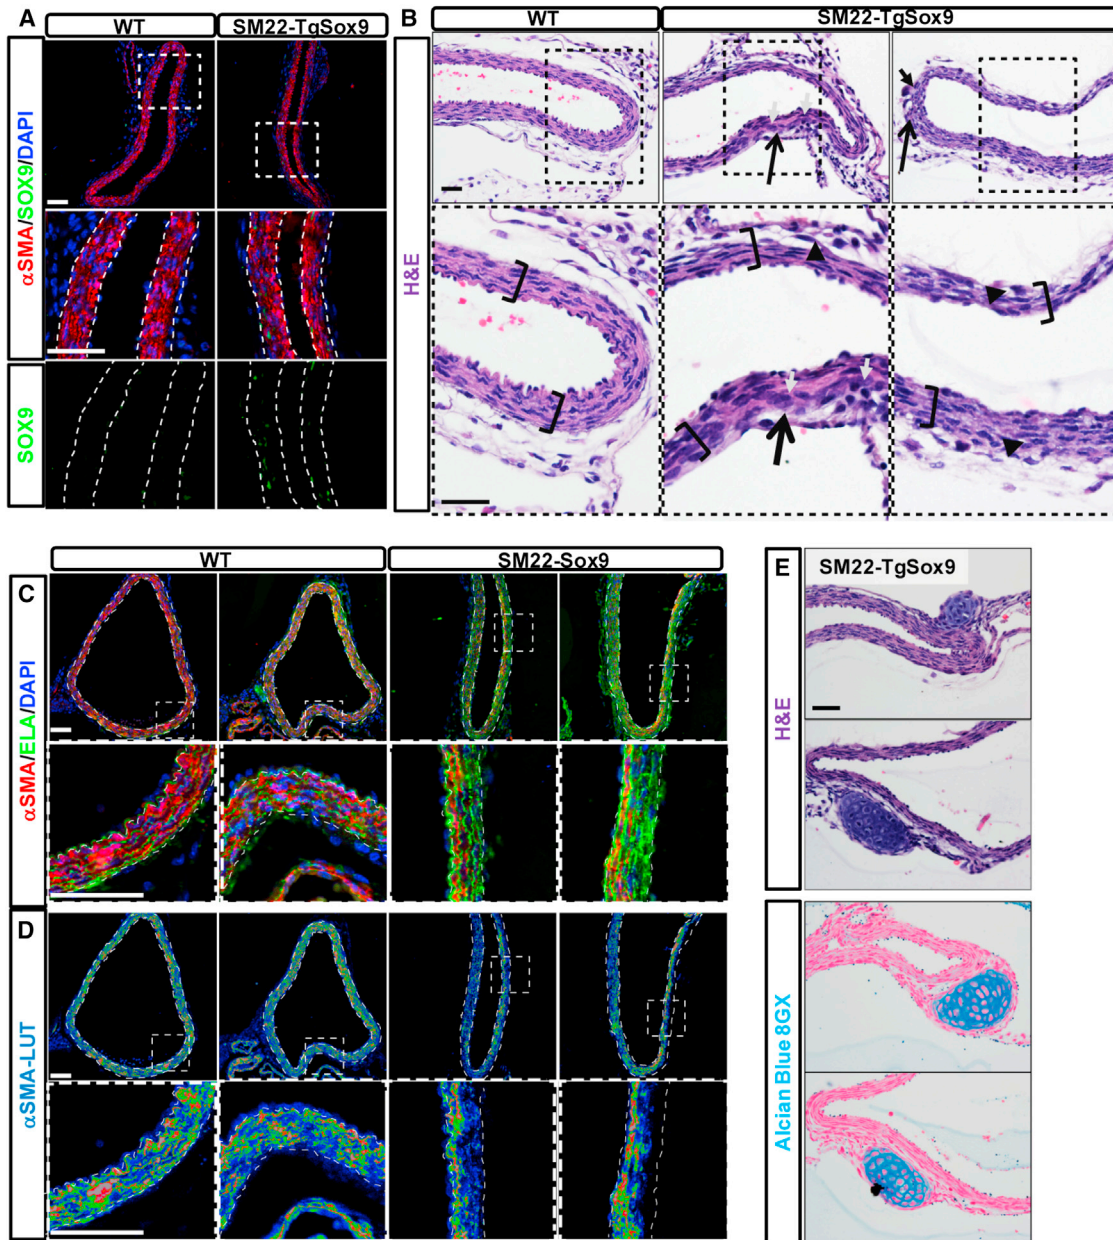 A
WT
SM22-TgSox9
αSMA/SOX9/DAPI
SOX9
B
WT
SM22-TgSox9
H&E
WT
SM22-Sox9
C
αSMA/ELA/DAPI
D
αSMA-LUT
E
SM22-TgSox9
H&E
Alcian Blue 8GX